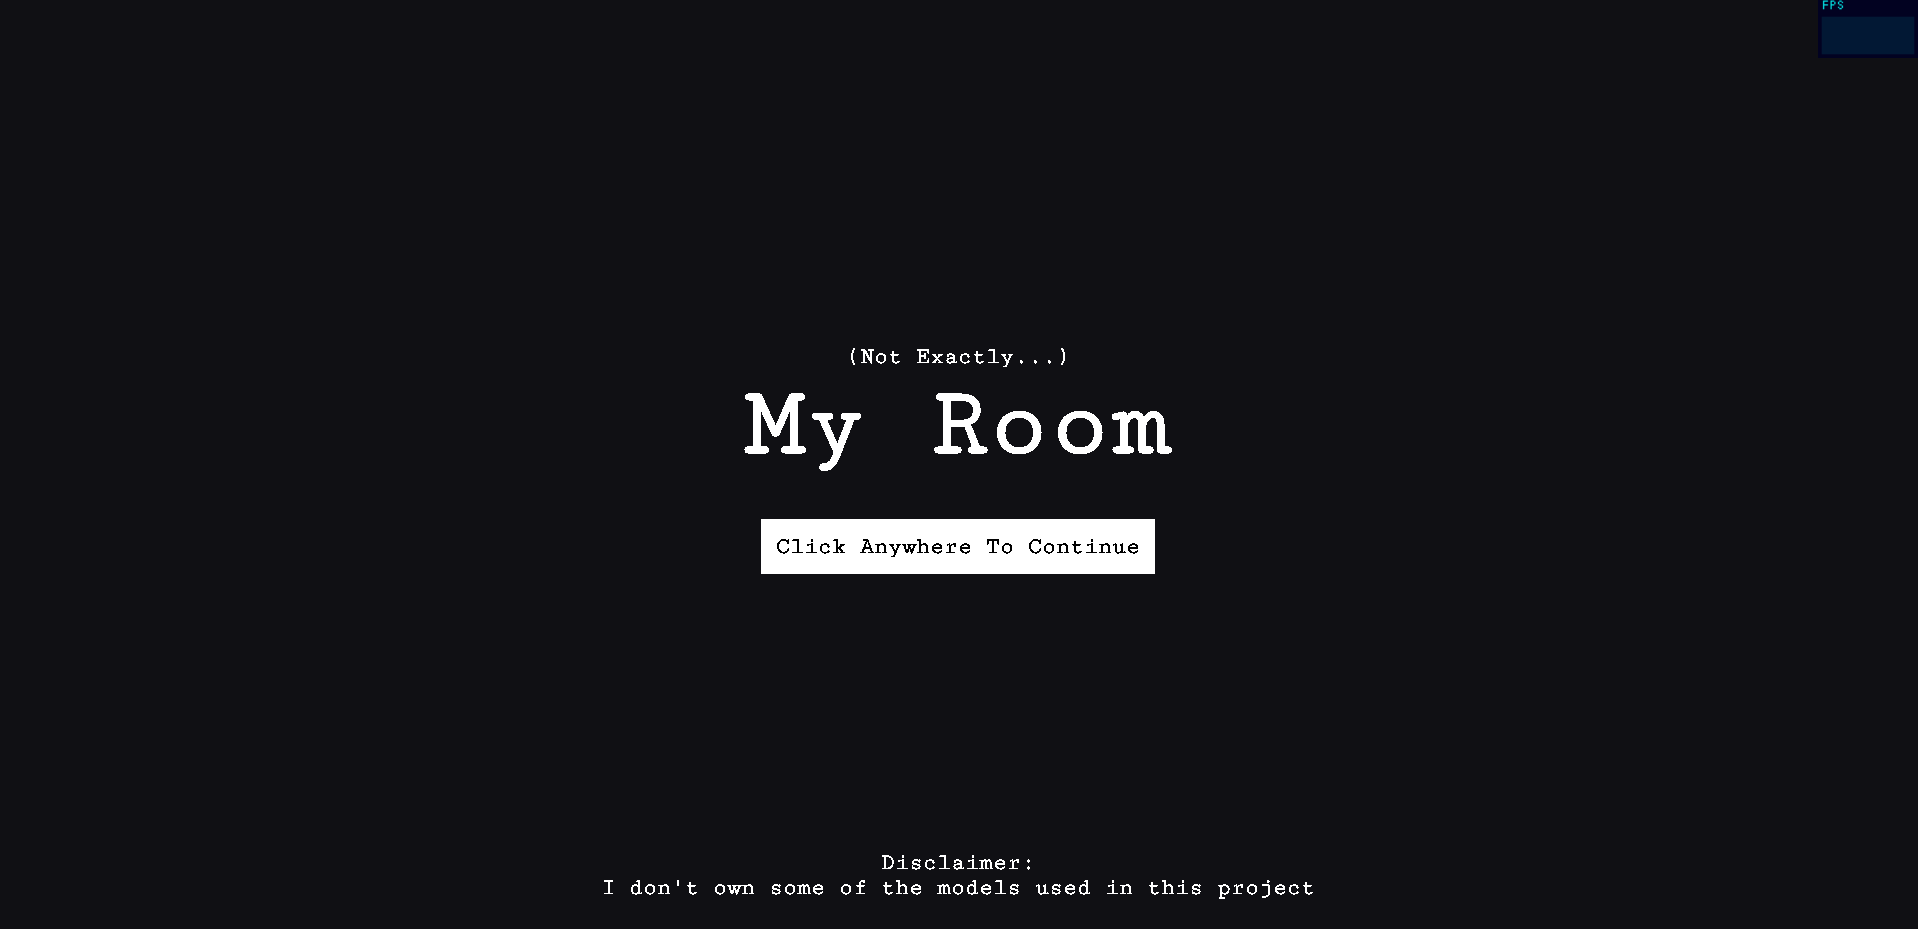 FPS
(Not Exactly...)
My Room
Click Anywhere To Continue
Disclaimer:
I don't own some of the models used in this project